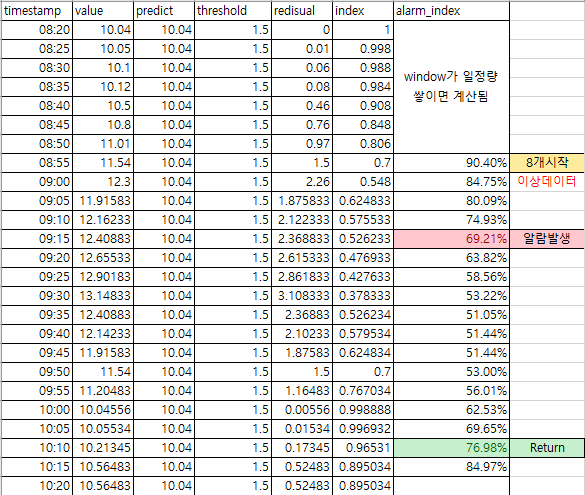 timestamp value predict threshold redisual index alarm_index
08:20 10.04 10.04 1.5 0 1
08:25 10.05 10.04 1.5 0.01 0.998
08:30 10.1 10.04 1.5 0.06 0.988
window가 일정량
08:35 10.12 10.04 1.5 0.08 0.984
쌓이면 계산됨
08:40 10.5 10.04 1.5 0.46 0.908
08:45 10.8 10.04 1.5 0.76 0.848
08:50 11.01 10.04 1.5 0.97 0.806
08:55 11.54 10.04 1.5 1.5 0.7 90.40% 8개시작
09:00 12.3 10.04 1.5 2.26 0.548 84.75% 이상데이터
09:05 11.91583 10.04 1.5 1.875833 0.624833 80.09%
09:10 12.16233 10.04 1.5 2.122333 0.575533 74.93%
09:15 12.40883 10.04 1.5 2.368833 0.526233 69.21% 알람발생
09:20 12.65533 10.04 1.5 2.615333 0.476933 63.82%
09:25 12.90183 10.04 1.5 2.861833 0.427633 58.56%
09:30 13.14833 10.04 1.5 3.108333 0.378333 53.22%
09:35 12.40883 10.04 1.5 2.36883 0.526234 51.05%
09:40 12.14233 10.04 1.5 2.10233 0.579534 51.44%
09:45 11.91583 10.04 1.5 1.87583 0.624834 51.44%
09:50 11.54 10.04 1.5 1.5 0.7 53.00%
09:55 11.20483 10.04 1.5 1.16483 0.767034 56.01%
10:00 10.04556 10.04 1.5 0.00556 0.998888 62.53%
10:05 10.05534 10.04 1.5 0.01534 0.996932 69.65%
10:10 10.21345 10.04 1.5 0.17345 0.96531 76.98% Return
10:15 10.56483 10.04 1.5 0.52483 0.895034 84.97%
10:20 10.56483 10.04 1.5 0.52483 0.895034